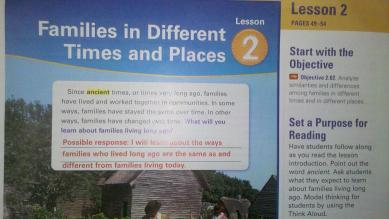 Lesson
2
Families in Different
Times and Places
Since ancient times, or times very long ago, families
have lived and worked together in communities. In some
ways, families have stayed the same over time. In other
ways, families have changed over time. What will you
learn about families living long ago?
Possible response: I will learn about the ways
families who lived long ago are the same as and
different from families living today.
Lesson 2
PAGES 49–54
Start with the
Objective
Objective 2.02 Analyze
similarities and differences
among families in different
times and in different places.
Set a Purpose for
Reading
Have students follow along
as you read the lesson
introduction. Point out the
word ancient. Ask students
what they expect to learn
about families living long
ago. Model thinking for
students by using the
Think Aloud.